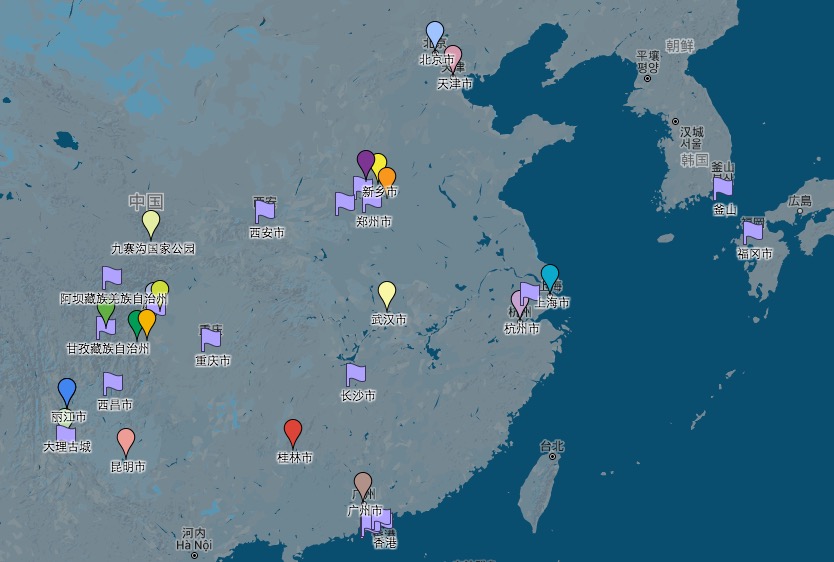 朝鲜
北京
北京市
天津
天津市
平壤
평양
汉城
서울
韩国
釜山
부산
釜山
広島
福岡
福冈市
中国
西安
西安市
新乡市
郑州市
九寨沟国家公园
阿坝藏族羌族自治州
甘孜藏族自治州
重庆
重庆市
武汉市
上海
上海市
杭州
杭州市
长沙市
西昌市
丽江市
大理古城
昆明市
桂林市
台北
广州
广州市
香港
香港
河内
Hà Nội